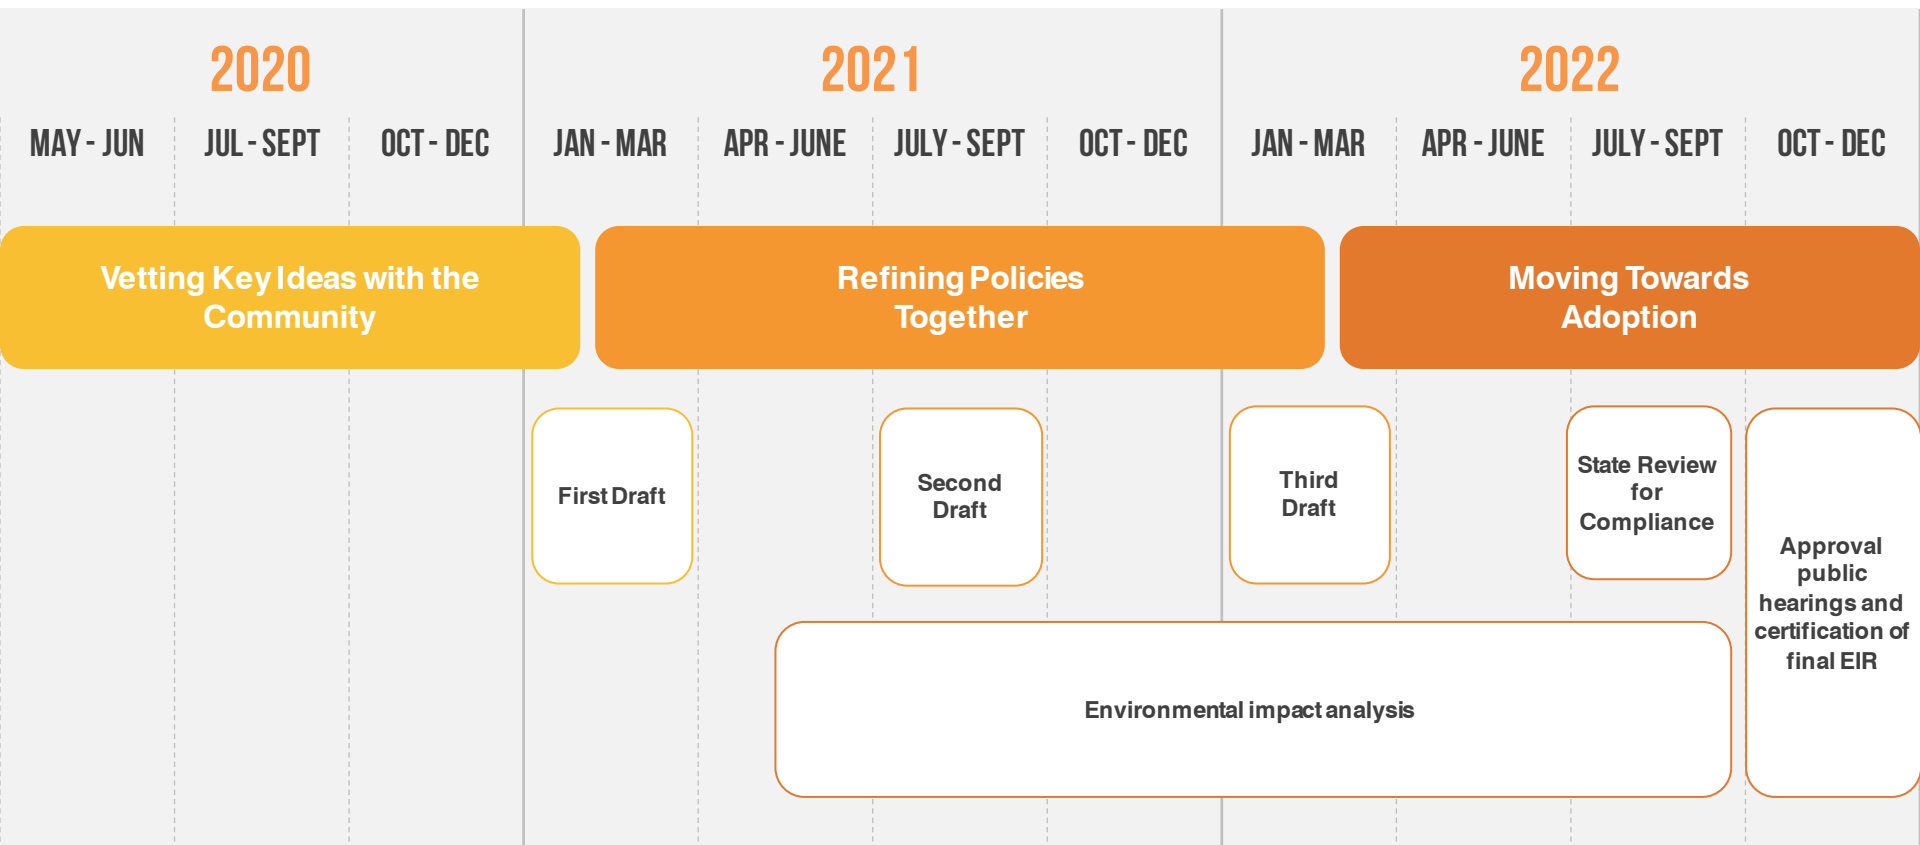 2020
2021
2022
MAY - JUN
JUL - SEPT
OCT - DEC
JAN - MAR
APR - JUNE
JULY - SEPT
OCT - DEC
JAN - MAR
APR - JUNE
JULY - SEPT
OCT - DEC
Vetting Key Ideas with the
Community
Refining Policies
Together
Moving Towards
Adoption
First Draft
Second
Draft
Third
Draft
State Review
for
Compliance
Approval
public
hearings and
certification of
final EIR
Environmental impact analysis